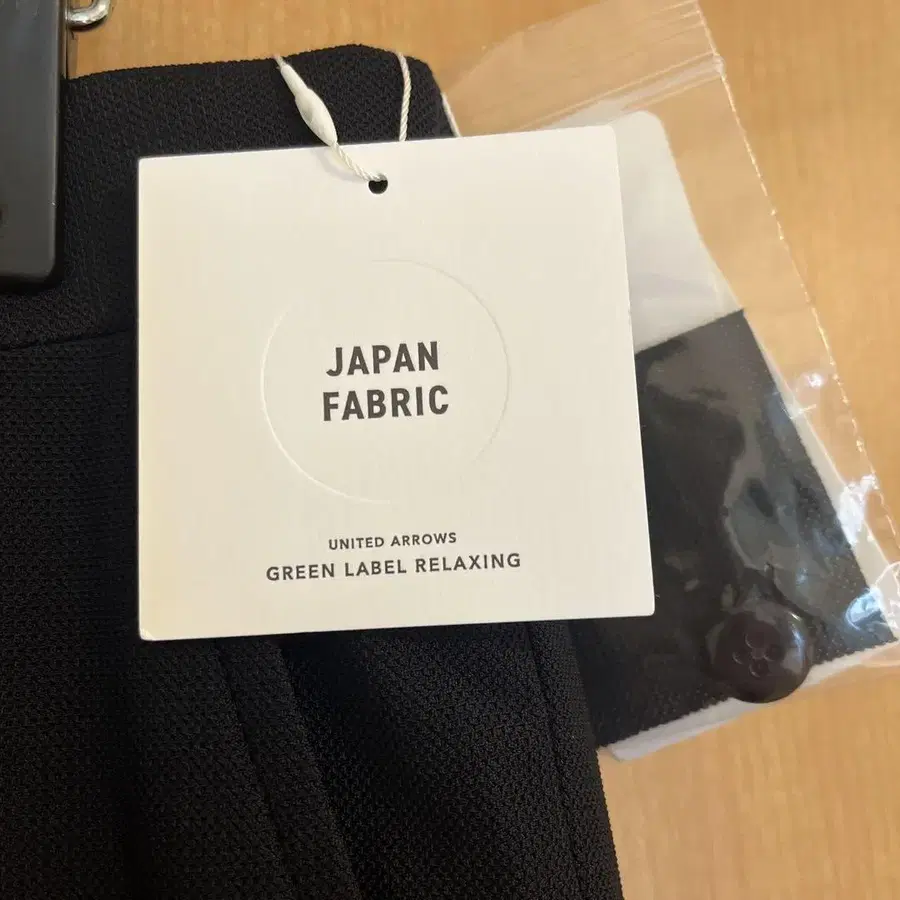 JAPAN
FABRIC
UNITED ARROWS
GREEN LABEL RELAXING